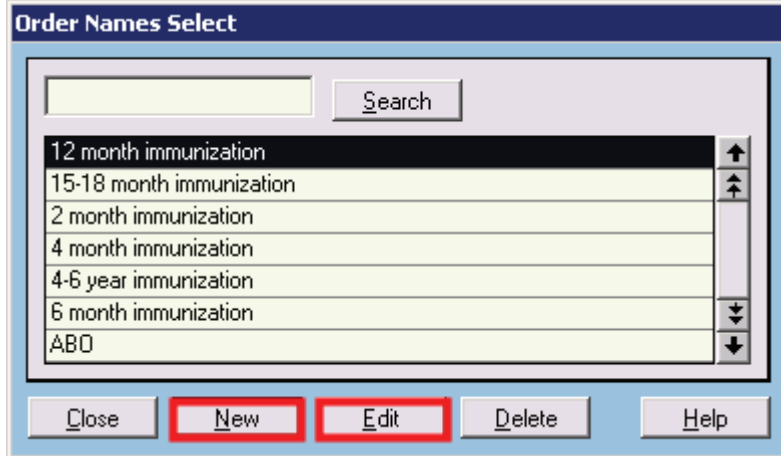 Order Names Select
Search
12 month immunization
15-18 month immunization
2 month immunization
4 month immunization
4-6 year immunization
6 month immunization
ABO
Close New Edit Delete Help